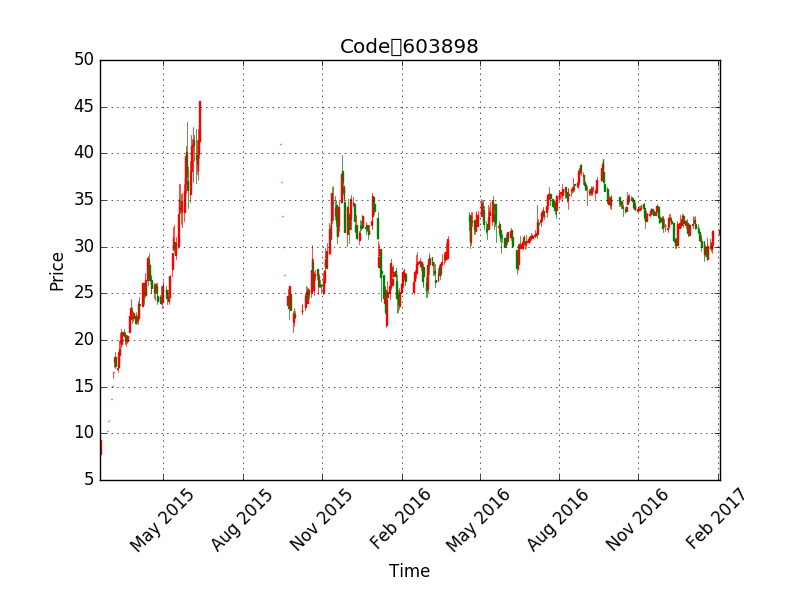 Code▯603898
50
45
40
35
30
25
20
15
10
5
Price
May 2015
Aug 2015
Nov 2015
Feb 2016
May 2016
Aug 2016
Nov 2016
Feb 2017
Time